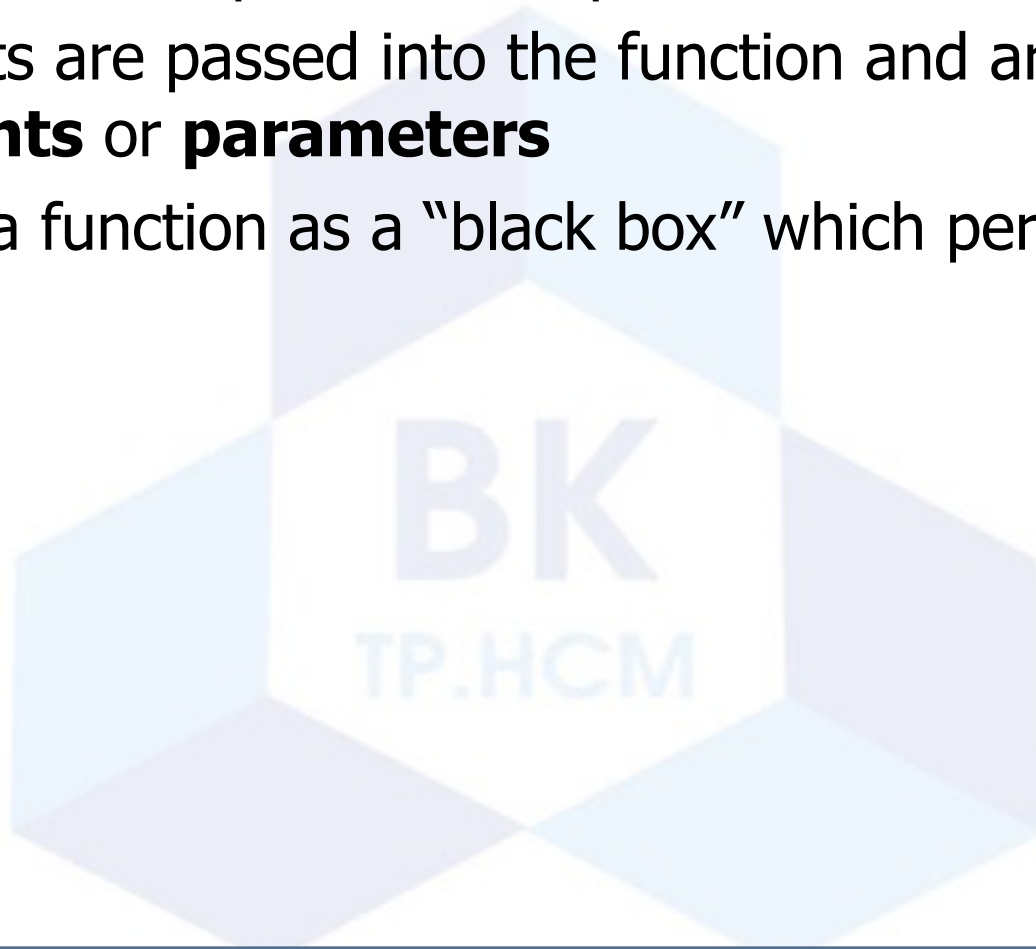 ts are passed into the function and ar
nts or parameters
a function as a “black box” which per
BK
TP.HCM